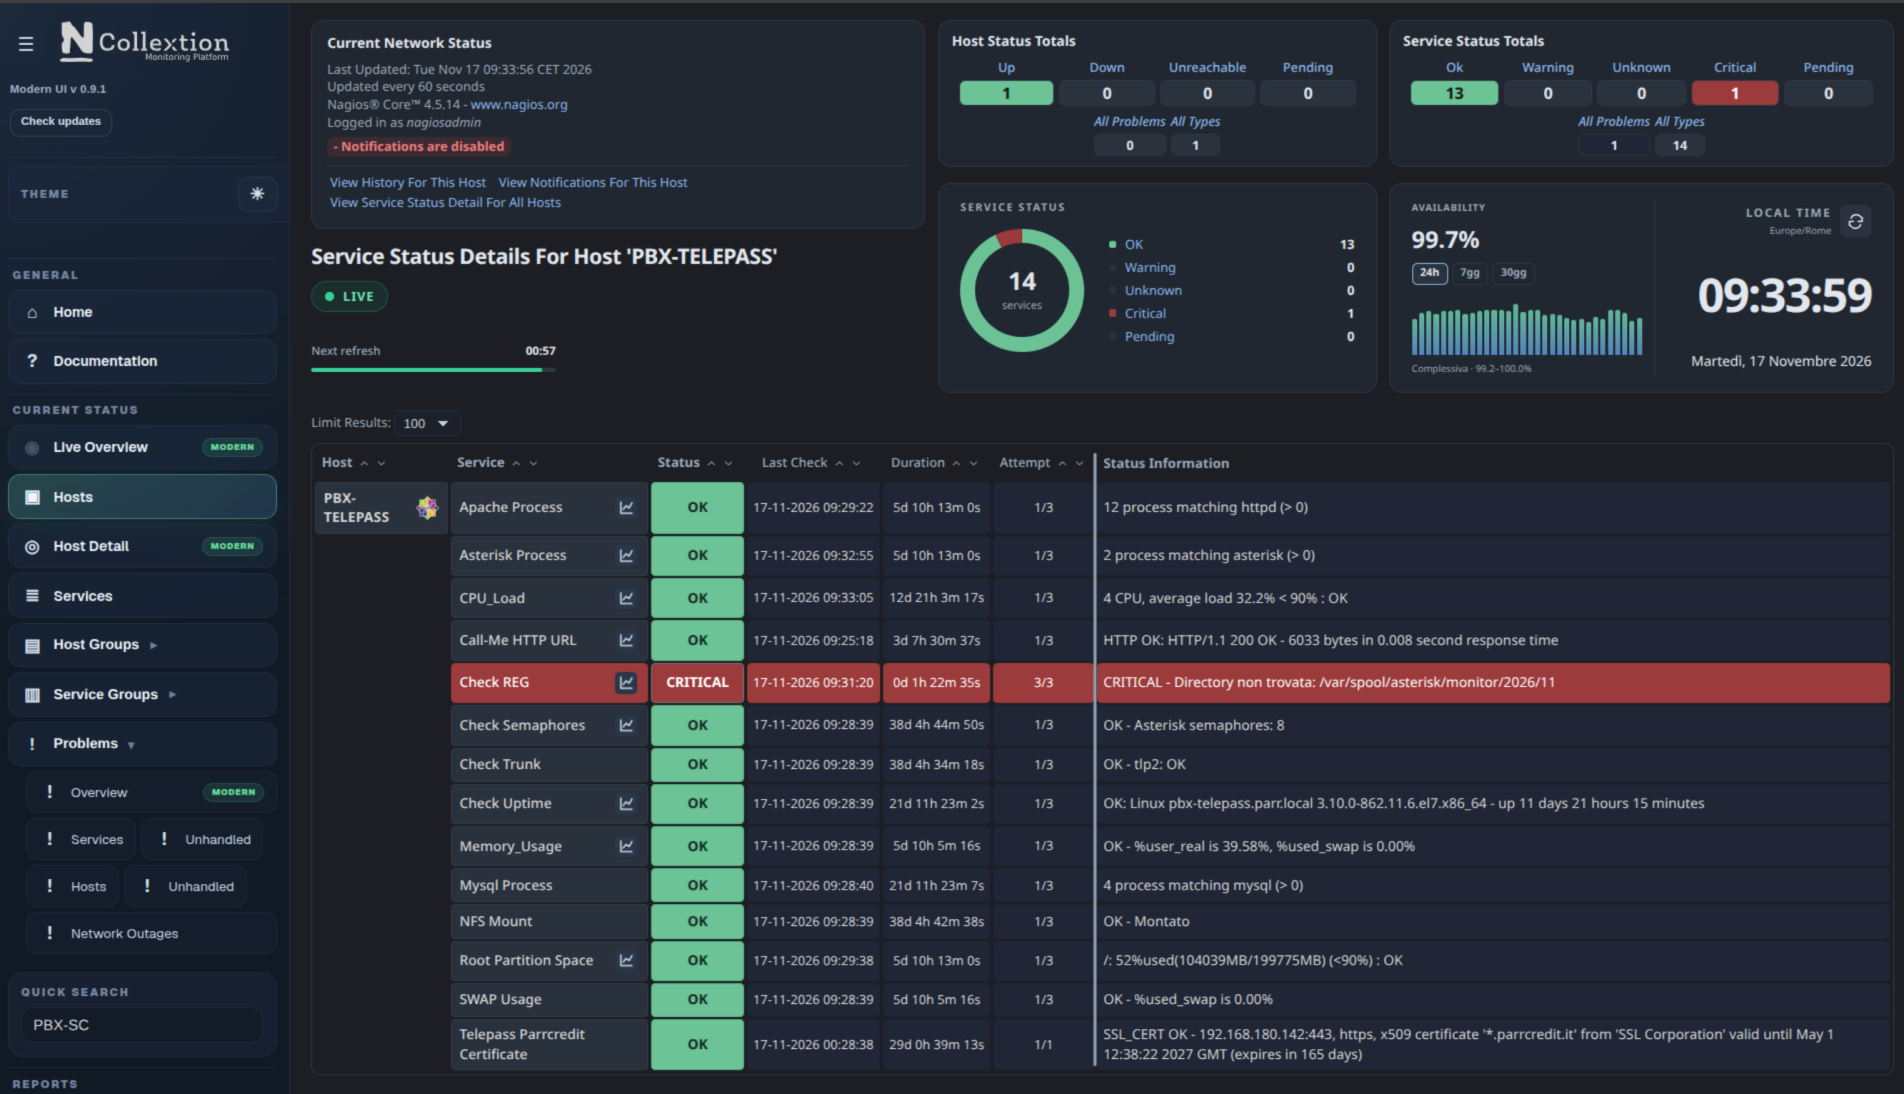 ☰ N Collextion
Monitoring Platform
Modern UI v 0.9.1
Check updates
THEME
GENERAL
Home
? Documentation
CURRENT STATUS
Live Overview MODERN
Hosts
Host Detail MODERN
Services
Host Groups
Service Groups
! Problems
! Overview MODERN
! Services ! Unhandled
! Hosts ! Unhandled
! Network Outages
QUICK SEARCH
PBX-SC
REPORTS
Current Network Status
Last Updated: Tue Nov 17 09:33:56 CET 2026
Updated every 60 seconds
Nagios® Core™ 4.5.14 - www.nagios.org
Logged in as nagiosadmin
- Notifications are disabled
View History For This Host View Notifications For This Host
View Service Status Detail For All Hosts
Host Status Totals
Up Down Unreachable Pending
1 0 0 0
All Problems All Types
0 1
Service Status Totals
Ok Warning Unknown Critical Pending
13 0 0 1 0
All Problems All Types
1 14
Service Status Details For Host 'PBX-TELEPASS'
LIVE
Next refresh 00:57
SERVICE STATUS
14
services
OK 13
Warning 0
Unknown 0
Critical 1
Pending 0
AVAILABILITY
99.7%
24h 7gg 30gg
Complessiva · 99.2–100.0%
LOCAL TIME
Europe/Rome
09:33:59
Martedì, 17 Novembre 2026
Limit Results: 100
Host Service Status Last Check Duration Attempt Status Information
PBX-
TELEPASS
Apache Process OK 17-11-2026 09:29:22 5d 10h 13m 0s 1/3 12 process matching httpd (> 0)
Asterisk Process OK 17-11-2026 09:32:55 5d 10h 13m 0s 1/3 2 process matching asterisk (> 0)
CPU_Load OK 17-11-2026 09:33:05 12d 21h 3m 17s 1/3 4 CPU, average load 32.2% < 90% : OK
Call-Me HTTP URL OK 17-11-2026 09:25:18 3d 7h 30m 37s 1/3 HTTP OK: HTTP/1.1 200 OK - 6033 bytes in 0.008 second response time
Check REG CRITICAL 17-11-2026 09:31:20 0d 1h 22m 35s 3/3 CRITICAL - Directory non trovata: /var/spool/asterisk/monitor/2026/11
Check Semaphores OK 17-11-2026 09:28:39 38d 4h 44m 50s 1/3 OK - Asterisk semaphores: 8
Check Trunk OK 17-11-2026 09:28:39 38d 4h 34m 18s 1/3 OK - tlp2: OK
Check Uptime OK 17-11-2026 09:28:39 21d 11h 23m 2s 1/3 OK: Linux pbx-telepass.parr.local 3.10.0-862.11.6.el7.x86_64 - up 11 days 21 hours 15 minutes
Memory_Usage OK 17-11-2026 09:28:39 5d 10h 5m 16s 1/3 OK - %user_real is 39.58%, %used_swap is 0.00%
Mysql Process OK 17-11-2026 09:28:40 21d 11h 23m 7s 1/3 4 process matching mysql (> 0)
NFS Mount OK 17-11-2026 09:28:39 38d 4h 42m 38s 1/3 OK - Montato
Root Partition Space OK 17-11-2026 09:29:38 5d 10h 13m 0s 1/3 /: 52%used(104039MB/199775MB) (<90%) : OK
SWAP Usage OK 17-11-2026 09:28:39 5d 10h 5m 16s 1/3 OK - %used_swap is 0.00%
Telepass Parrcredit
Certificate OK 17-11-2026 00:28:38 29d 0h 39m 13s 1/1 SSL_CERT OK - 192.168.180.142:443, https, x509 certificate '*.parrcredit.it' from 'SSL Corporation' valid until May 1
12:38:22 2027 GMT (expires in 165 days)